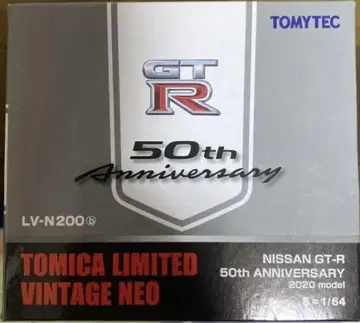 TOMYTEC
GT
R
50th
Anniversary
LV-N200ⓑ
TOMICA LIMITED
VINTAGE NEO
NISSAN GT-R
50th ANNIVERSARY
2020 model
S=1/64